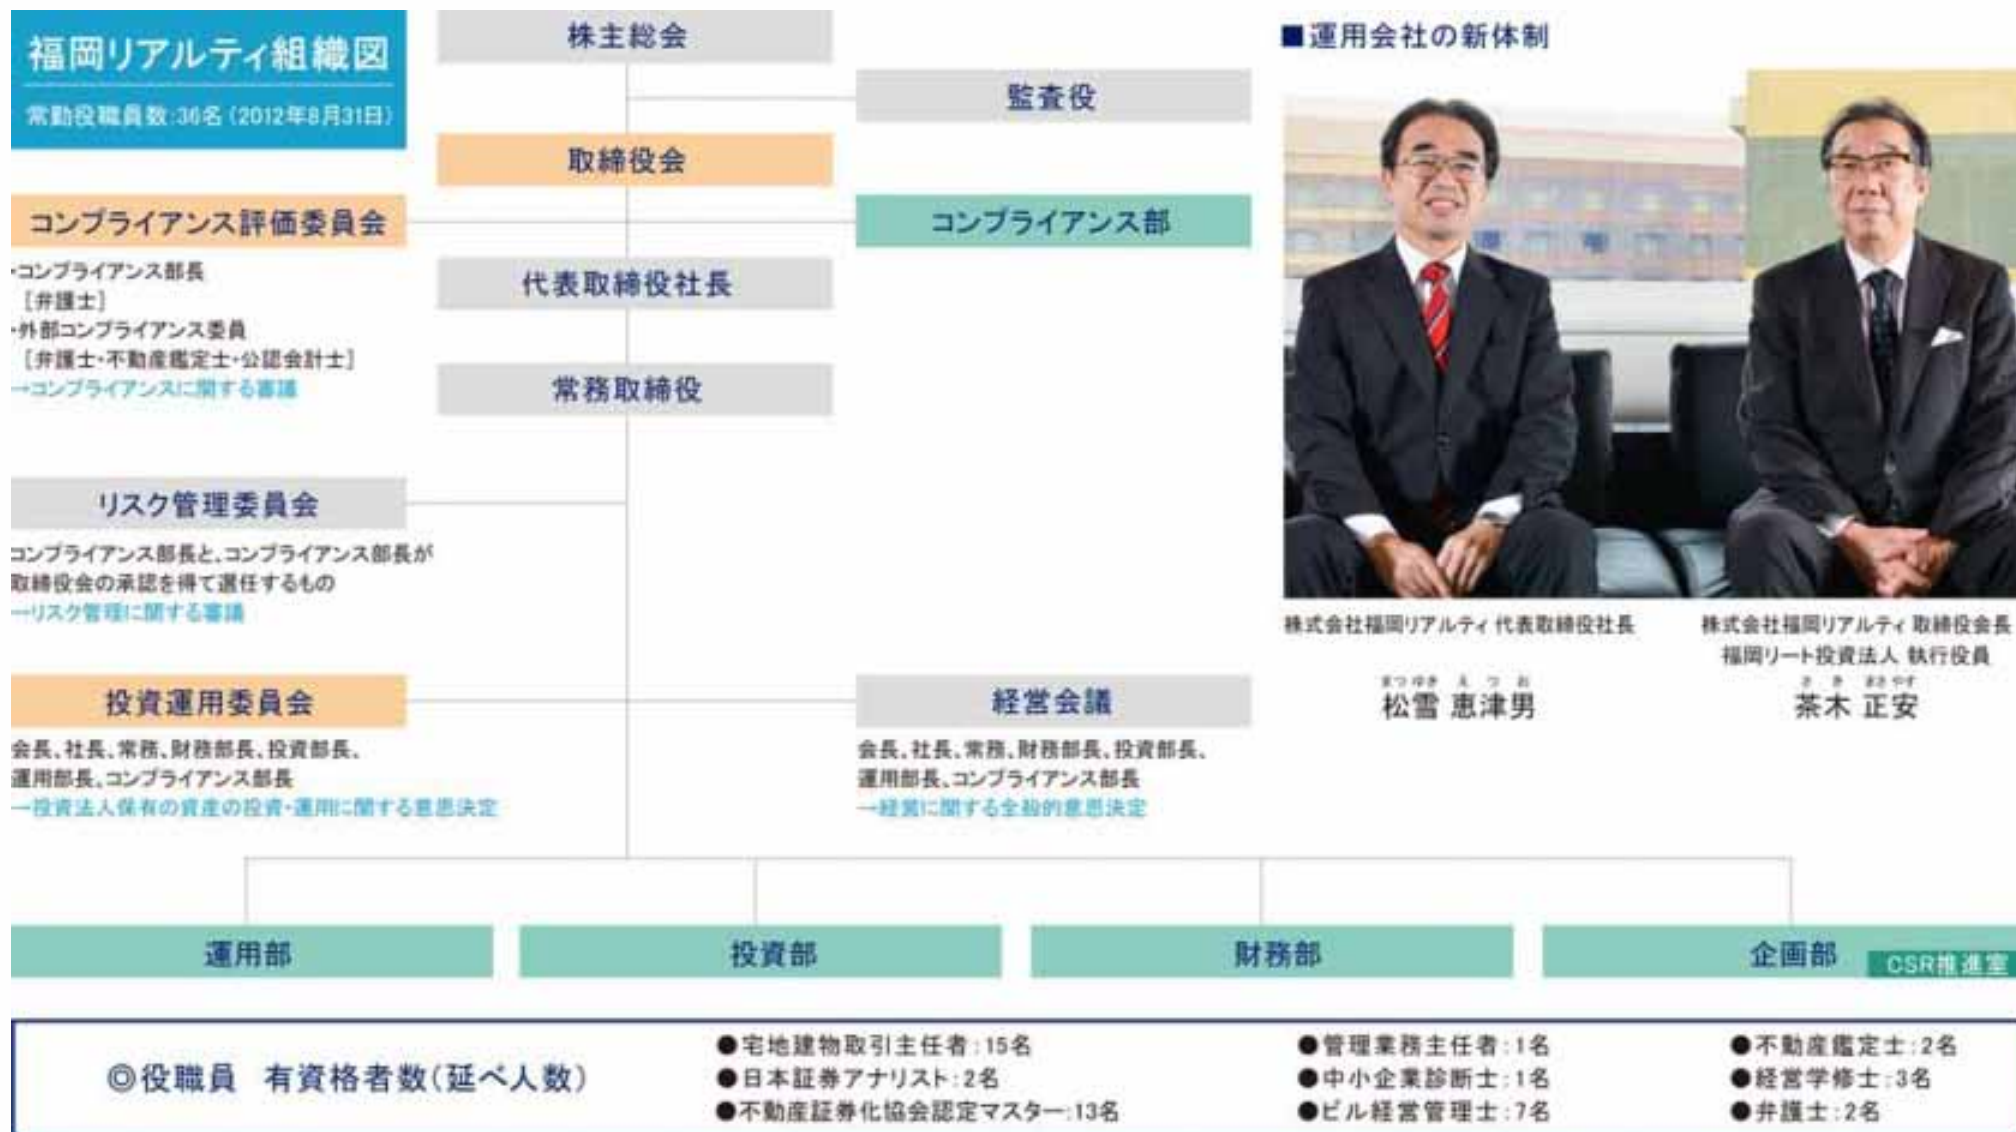 福岡リアルティ組織図
常勤役職員数:36名（2012年8月31日）
株主総会
監査役
取締役会
コンプライアンス評価委員会
コンプライアンス部
・コンプライアンス部長
［弁護士］
・外部コンプライアンス委員
［弁護士・不動産鑑定士・公認会計士］
→コンプライアンスに関する審議
代表取締役社長
常務取締役
リスク管理委員会
コンプライアンス部長と、コンプライアンス部長が
取締役会の承認を得て選任するもの
→リスク管理に関する審議
投資運用委員会
会長、社長、常務、財務部長、投資部長、
運用部長、コンプライアンス部長
→投資法人保有の資産の投資・運用に関する意思決定
経営会議
会長、社長、常務、財務部長、投資部長、
運用部長、コンプライアンス部長
→経営に関する全般的意思決定
■運用会社の新体制
株式会社福岡リアルティ 代表取締役社長
まつゆき えつお
松雪 恵津男
株式会社福岡リアルティ 取締役会長
福岡リート投資法人 執行役員
さき まさやす
茶木 正安
運用部
投資部
財務部
企画部
CSR推進室
◎役職員 有資格者数（延べ人数）
●宅地建物取引主任者:15名
●日本証券アナリスト:2名
●不動産証券化協会認定マスター:13名
●管理業務主任者:1名
●中小企業診断士:1名
●ビル経営管理士:7名
●不動産鑑定士:2名
●経営学修士:3名
●弁護士:2名